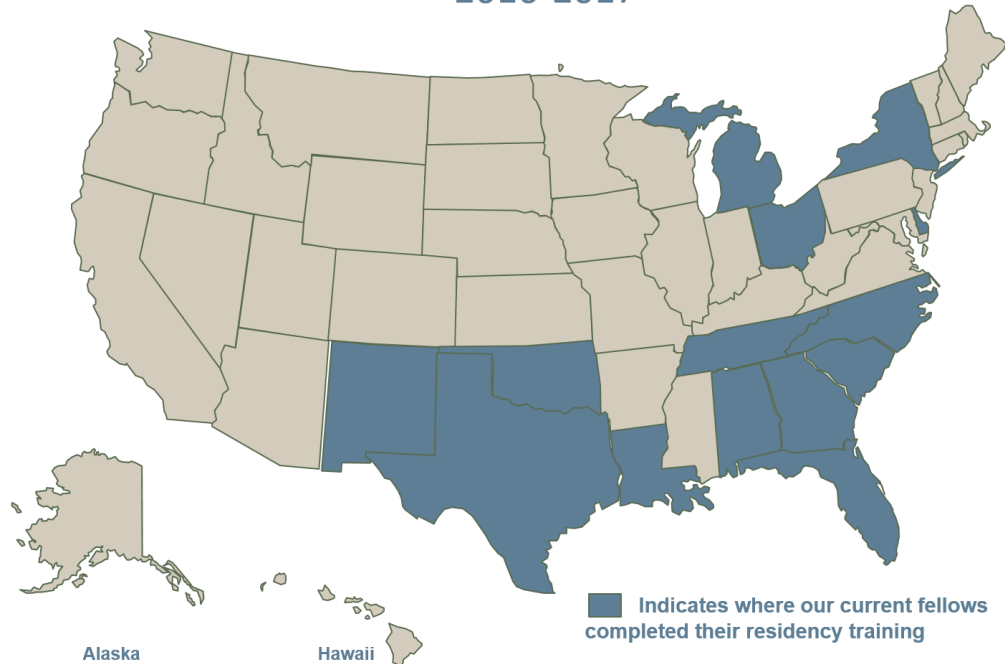 Indicates where our current fellows
completed their residency training
Alaska
Hawaii